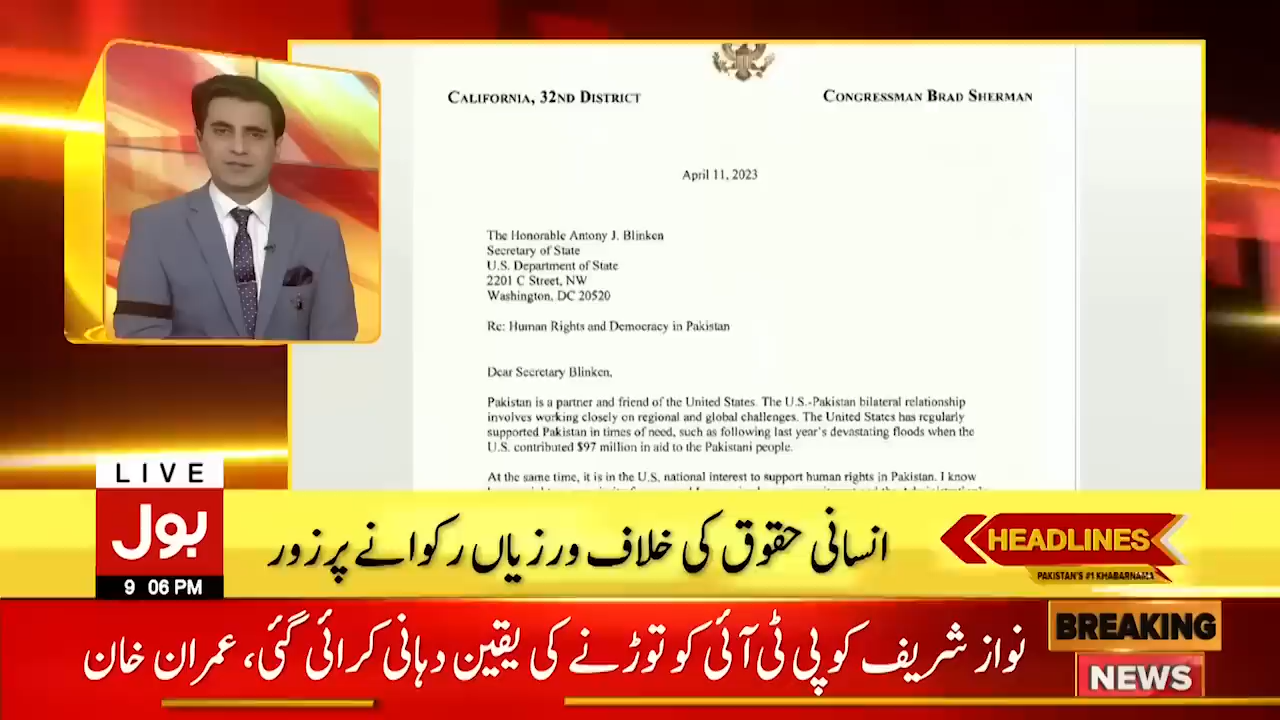 CALIFORNIA, 32ND DISTRICT
CONGRESSMAN BRAD SHERMAN
April 11, 2023
The Honorable Antony J. Blinken
Secretary of State
U.S. Department of State
2201 C Street, NW
Washington, DC 20520
Re: Human Rights and Democracy in Pakistan
Dear Secretary Blinken,
Pakistan is a partner and friend of the United States. The U.S.-Pakistan bilateral relationship
involves working closely on regional and global challenges. The United States has regularly
supported Pakistan in times of need, such as following last year's devastating floods when the
U.S. contributed $97 million in aid to the Pakistani people.
At the same time, it is in the U.S. national interest to support human rights in Pakistan. I know
LIVE
بول
9 06 PM
انسانی حقوق کی خلاف ورزیاں رکوانے پر زور
HEADLINES
PAKISTAN'S #1 KHABARNAMA
نواز شریف کو پی ٹی آئی کو توڑنے کی یقین دہانی کرائی گئی، عمران خان
BREAKING
NEWS